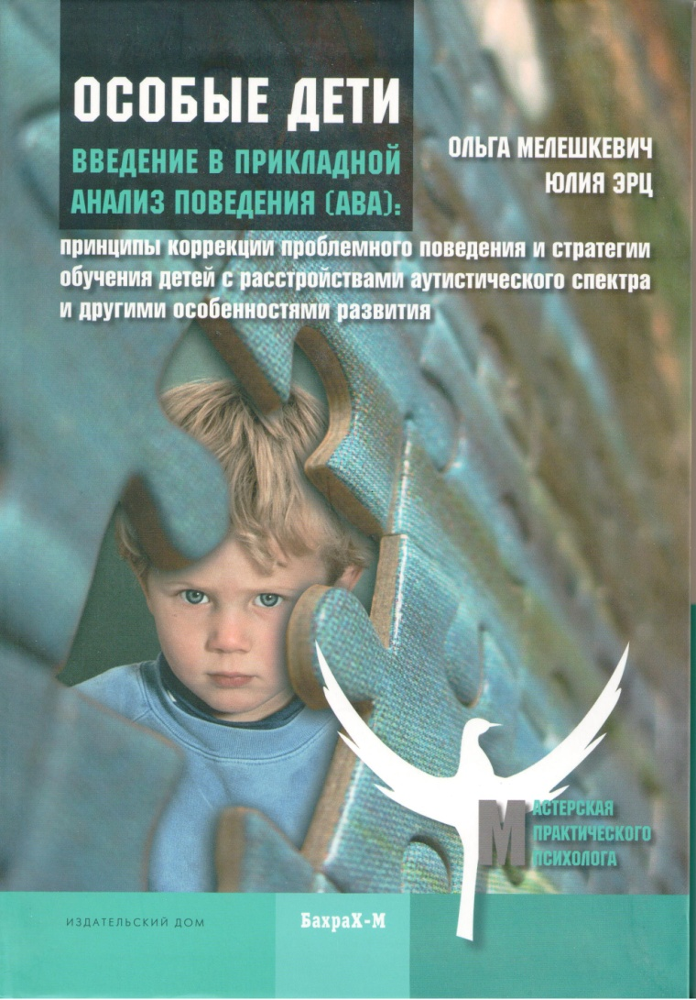 ОСОБЫЕ ДЕТИ
ВВЕДЕНИЕ В ПРИКЛАДНОЙ
АНАЛИЗ ПОВЕДЕНИЯ (АВА):
принципы коррекции проблемного поведения и стратегии
обучения детей с расстройствами аутистического спектра
и другими особенностями развития
ОЛЬГА МЕЛЕШКЕВИЧ
ЮЛИЯ ЭРЦ
МАСТЕРСКАЯ
ПРАКТИЧЕСКОГО
ПСИХОЛОГА
ИЗДАТЕЛЬСКИЙ ДОМ
БахраХ-М